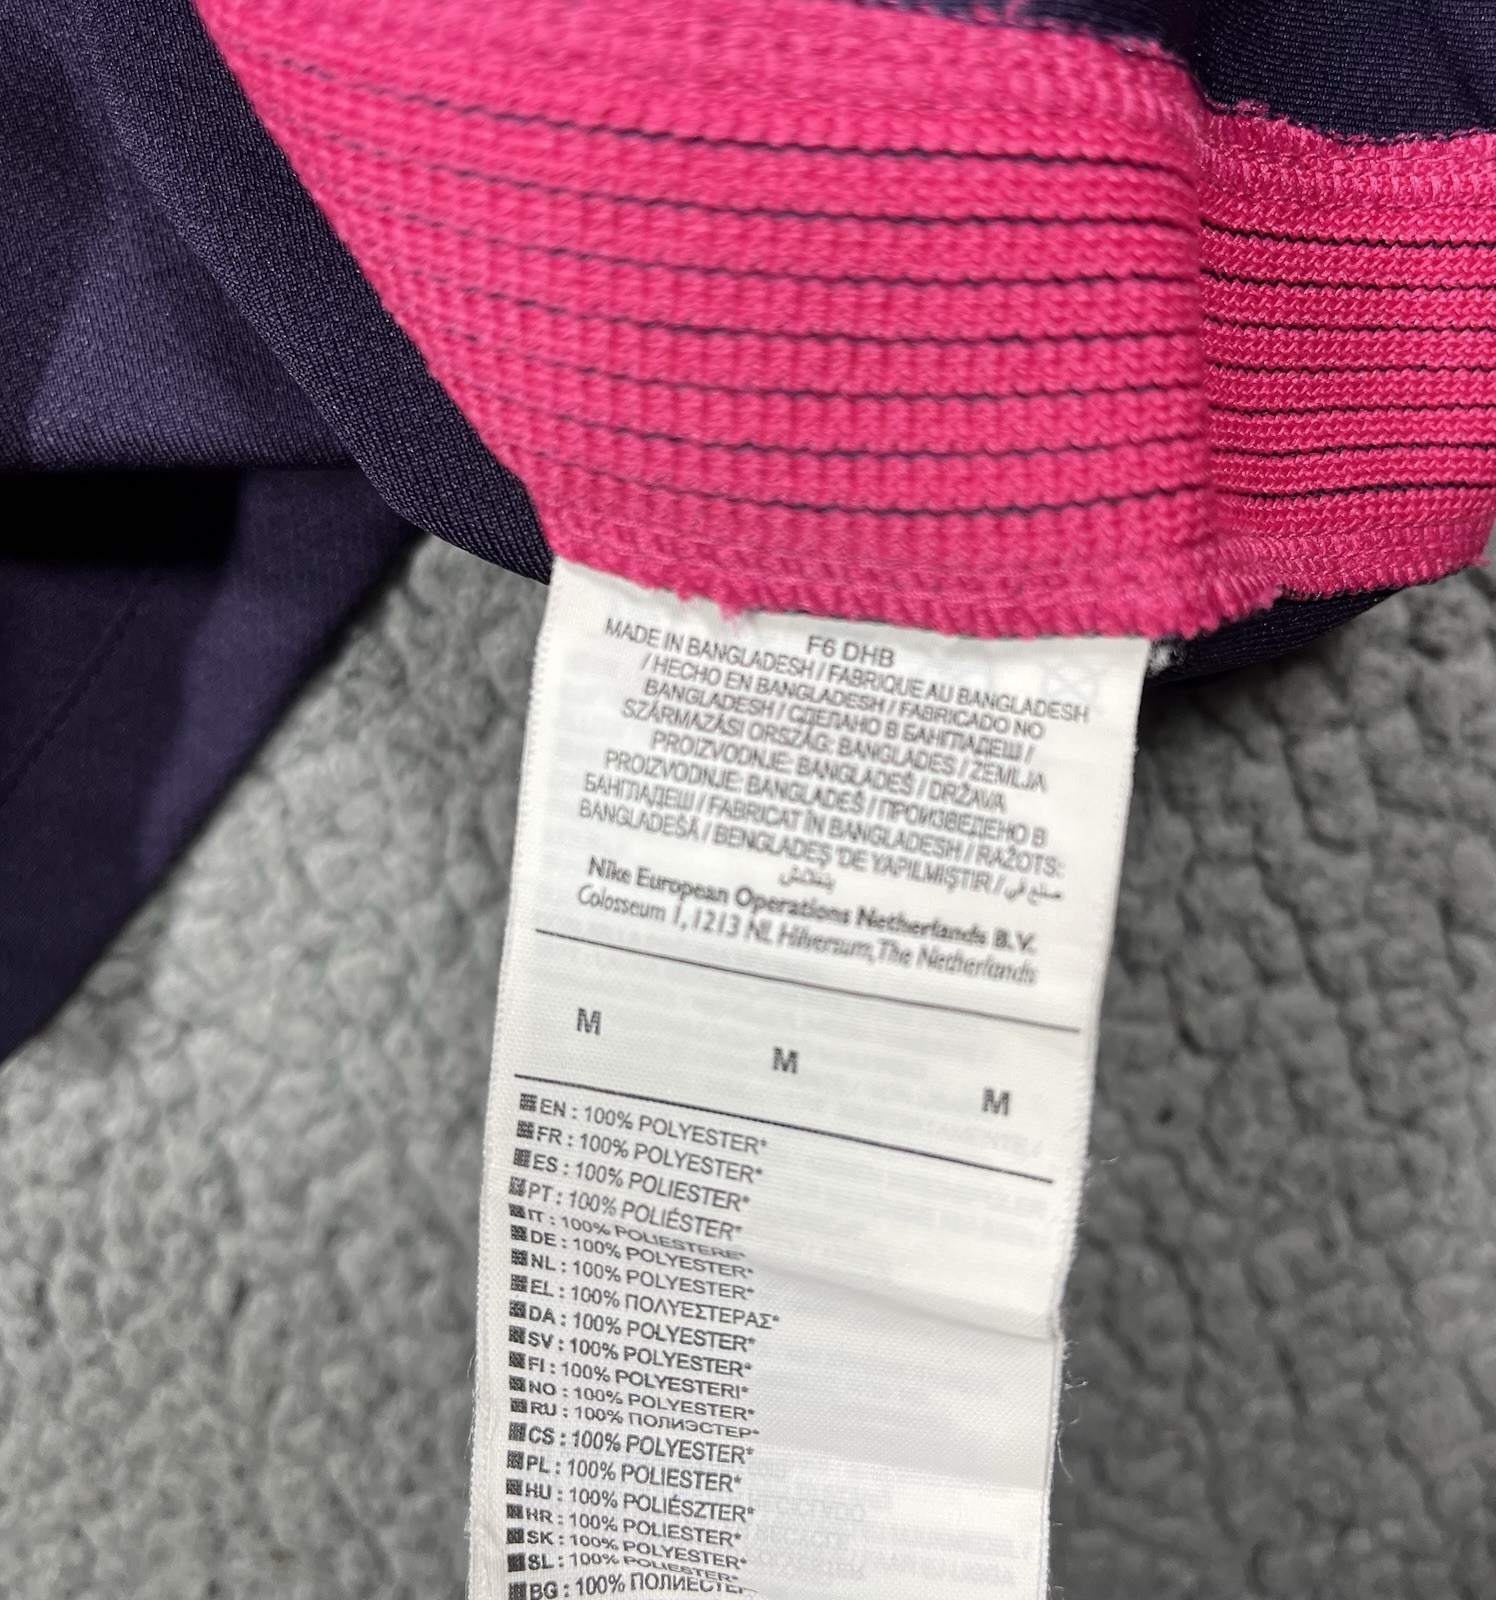 F6 DHB
MADE IN BANGLADESH / FABRIQUE AU BANGLADESH
/ HECHO EN BANGLADESH / FABRICADO NO
BANGLADESH / СДЕЛАНО В БАНГЛАДЕШ /
SZÁRMAZÁSI ORSZÁG: BANGLADES / ZEMLJA
PROIZVODNJE: BANGLADEŠ / DRŽAVA
PROIZVODNJE: BANGLADEŠ / ПРОИЗВЕДЕНО В
БАНГЛАДЕШ / FABRICAT ÎN BANGLADESH / RAŽOTS:
BANGLADEŠĀ / BENGLADEŞ 'DE YAPILMIŞTIR / صنع في
بنغلادش
Nike European Operations Netherlands B.V.
Colosseum 1, 1213 NL Hilversum, The Netherlands
M M M
EN : 100% POLYESTER*
FR : 100% POLYESTER*
ES : 100% POLIESTER*
PT : 100% POLIÉSTER*
IT : 100% POLIESTERE*
DE : 100% POLYESTER*
NL : 100% POLYESTER*
EL : 100% ΠΟΛΥΕΣΤΕΡΑΣ*
DA : 100% POLYESTER*
SV : 100% POLYESTER*
FI : 100% POLYESTERI*
NO : 100% POLYESTER*
RU : 100% ПОЛИЭСТЕР*
CS : 100% POLYESTER*
PL : 100% POLIESTER*
HU : 100% POLIÉSZTER*
HR : 100% POLIESTER*
SK : 100% POLYESTER*
SL : 100% POLIESTER*
BG : 100%